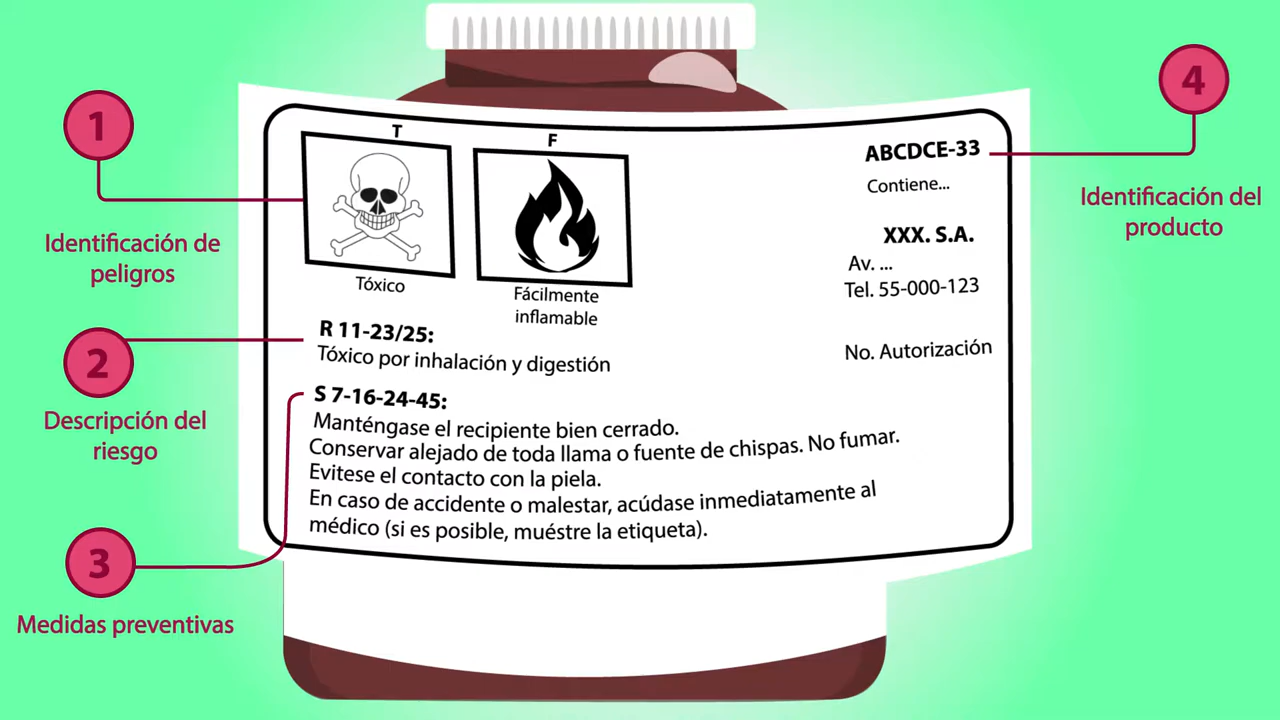 1
Identificación de
peligros
2
Descripción del
riesgo
3
Medidas preventivas
T
Tóxico
F
Fácilmente
inflamable
R 11-23/25:
Tóxico por inhalación y digestión
S 7-16-24-45:
Manténgase el recipiente bien cerrado.
Conservar alejado de toda llama o fuente de chispas. No fumar.
Evitese el contacto con la piela.
En caso de accidente o malestar, acúdase inmediatamente al
médico (si es posible, muéstre la etiqueta).
ABCDCE-33
Contiene...
XXX. S.A.
Av. ...
Tel. 55-000-123
No. Autorización
4
Identificación del
producto